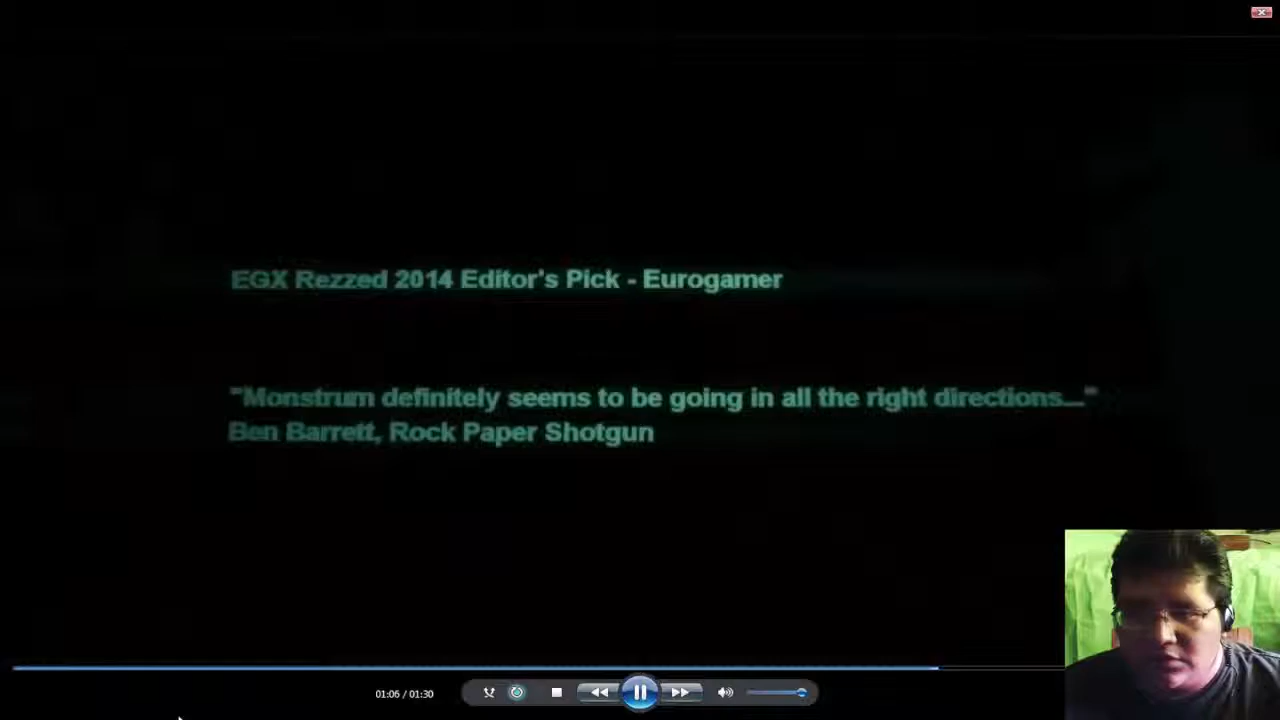 EGX Rezzed 2014 Editor's Pick - Eurogamer
"Monstrum definitely seems to be going in all the right directions..."
Ben Barrett, Rock Paper Shotgun
01:06 / 01:30